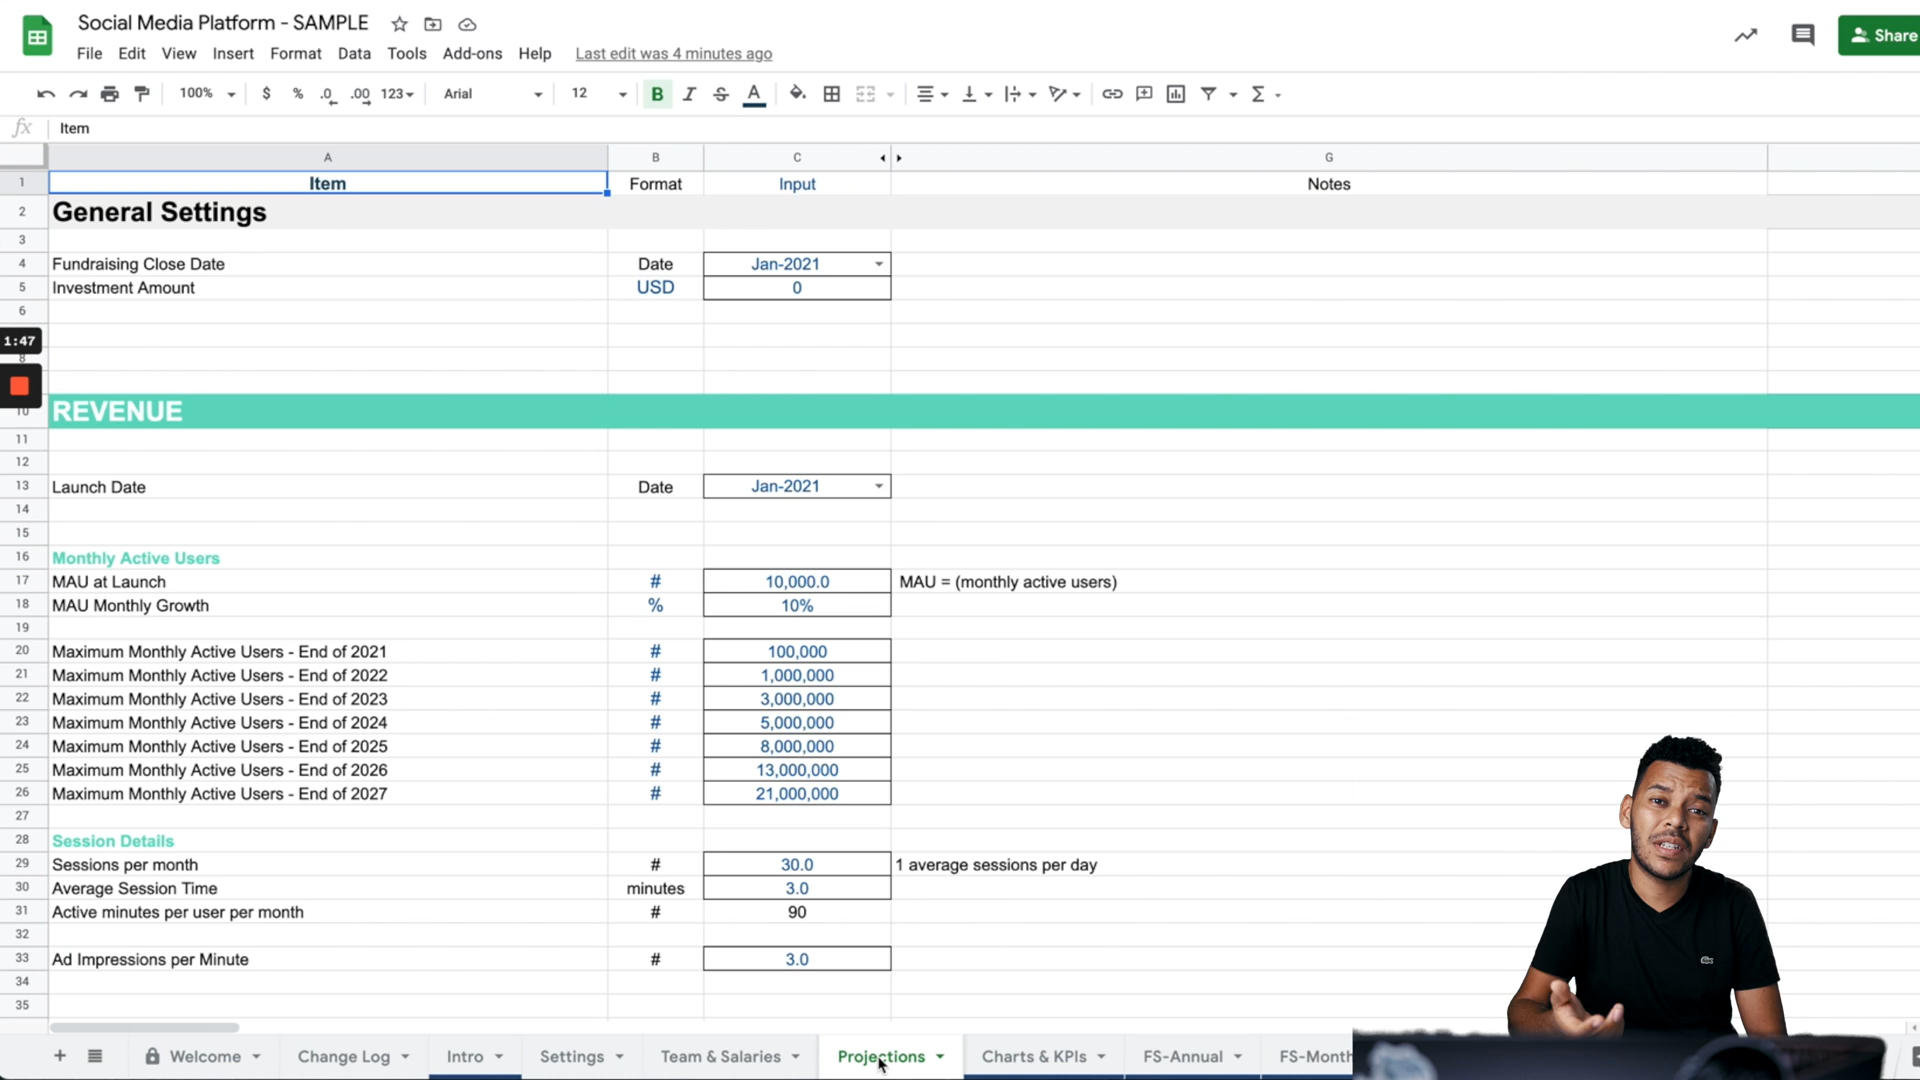 Social Media Platform - SAMPLE
File Edit View Insert Format Data Tools Add-ons Help Last edit was 4 minutes ago
Share
100% $ % .0 .00 123 Arial 12 B I S A Σ
fx Item
A B C G
1 Item Format Input Notes
2 General Settings
3
4 Fundraising Close Date Date Jan-2021
5 Investment Amount USD 0
6
1:47
8
10 REVENUE
11
12
13 Launch Date Date Jan-2021
14
15
16 Monthly Active Users
17 MAU at Launch # 10,000.0 MAU = (monthly active users)
18 MAU Monthly Growth % 10%
19
20 Maximum Monthly Active Users - End of 2021 # 100,000
21 Maximum Monthly Active Users - End of 2022 # 1,000,000
22 Maximum Monthly Active Users - End of 2023 # 3,000,000
23 Maximum Monthly Active Users - End of 2024 # 5,000,000
24 Maximum Monthly Active Users - End of 2025 # 8,000,000
25 Maximum Monthly Active Users - End of 2026 # 13,000,000
26 Maximum Monthly Active Users - End of 2027 # 21,000,000
27
28 Session Details
29 Sessions per month # 30.0 1 average sessions per day
30 Average Session Time minutes 3.0
31 Active minutes per user per month # 90
32
33 Ad Impressions per Minute # 3.0
34
35
+ Welcome Change Log Intro Settings Team & Salaries Projections Charts & KPIs FS-Annual FS-Month